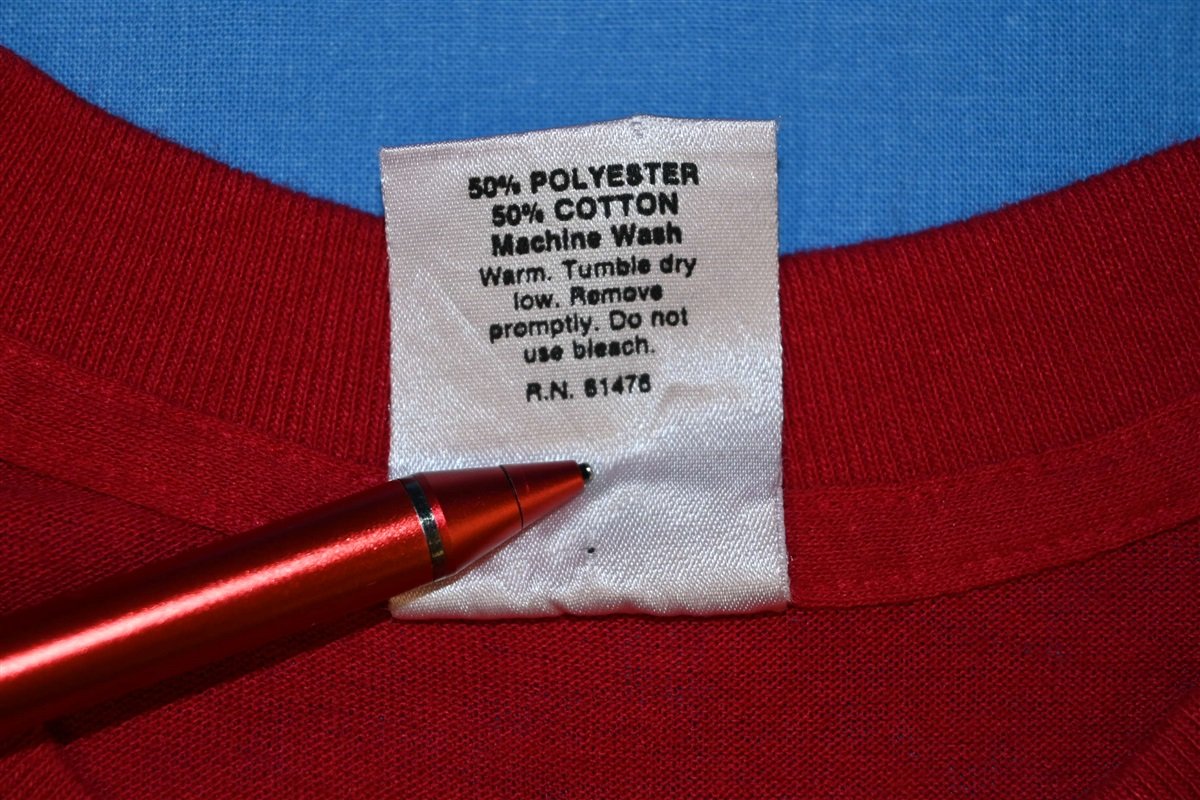 50% POLYESTER
50% COTTON
Machine Wash
Warm. Tumble dry
low. Remove
promptly. Do not
use bleach.
R.N. 61476